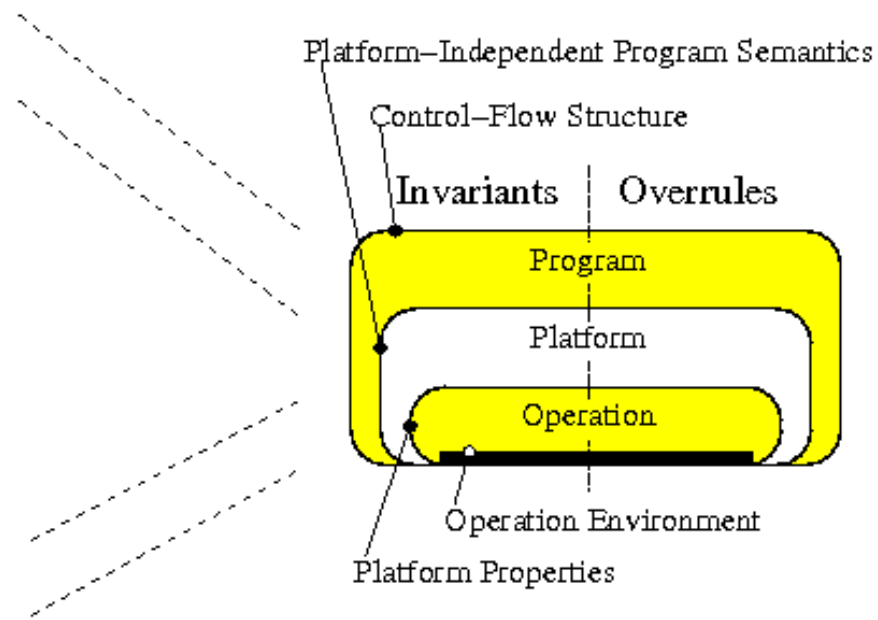 Platform–Independent Program Semantics
Control–Flow Structure
Invariants Overrules
Program
Platform
Operation
Operation Environment
Platform Properties